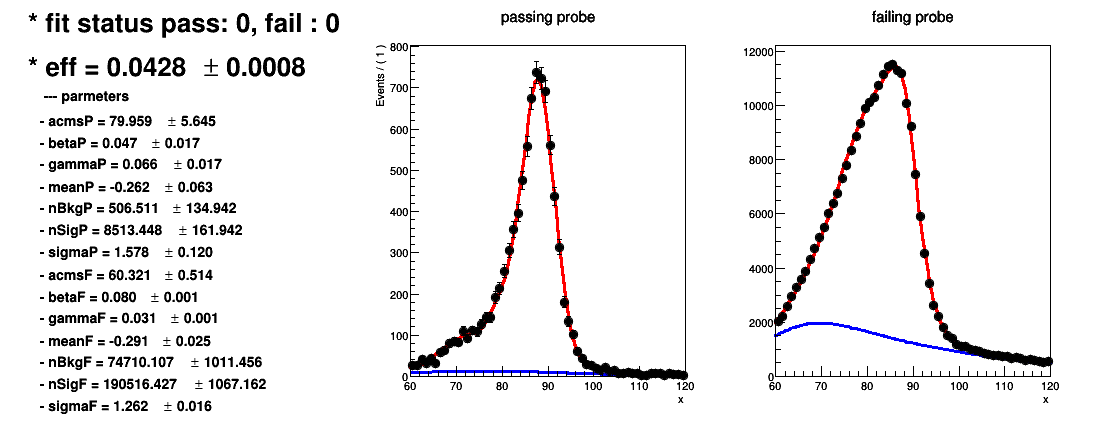 * fit status pass: 0, fail : 0
* eff = 0.0428 ± 0.0008
--- parmeters
- acmsP = 79.959 ± 5.645
- betaP = 0.047 ± 0.017
- gammaP = 0.066 ± 0.017
- meanP = -0.262 ± 0.063
- nBkgP = 506.511 ± 134.942
- nSigP = 8513.448 ± 161.942
- sigmaP = 1.578 ± 0.120
- acmsF = 60.321 ± 0.514
- betaF = 0.080 ± 0.001
- gammaF = 0.031 ± 0.001
- meanF = -0.291 ± 0.025
- nBkgF = 74710.107 ± 1011.456
- nSigF = 190516.427 ± 1067.162
- sigmaF = 1.262 ± 0.016
passing probe
Events / ( 1 )
800
700
600
500
400
300
200
100
0
60 70 80 90 100 110 120
x
failing probe
12000
10000
8000
6000
4000
2000
0
60 70 80 90 100 110 120
x